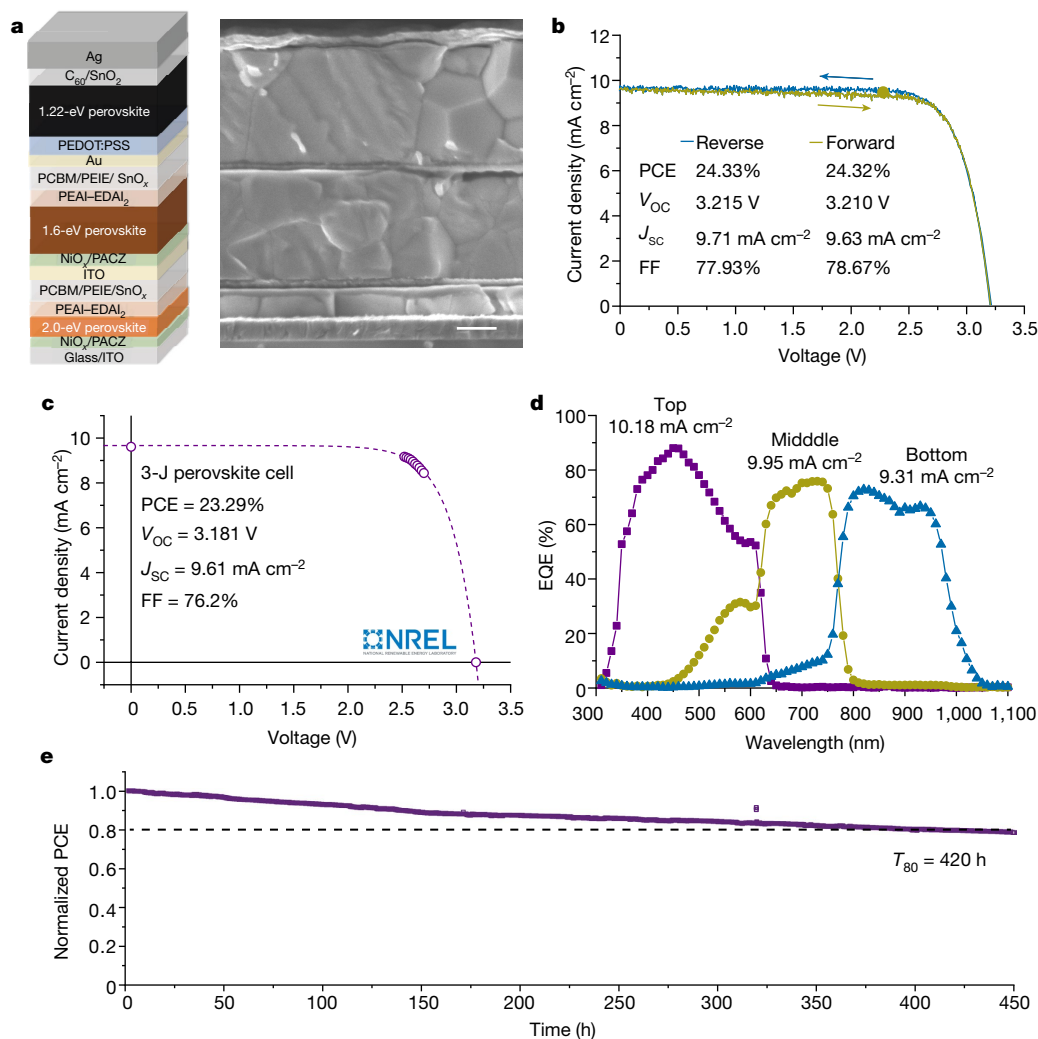 a
Ag
C60/SnO2
1.22-eV perovskite
PEDOT:PSS
Au
PCBM/PEIE/ SnOx
PEAI–EDAI2
1.6-eV perovskite
NiOx/PACZ
ITO
PCBM/PEIE/SnOx
PEAI–EDAI2
2.0-eV perovskite
NiOx/PACZ
Glass/ITO
b
Current density (mA cm−2)
12
10
8
6
4
2
0
Reverse Forward
PCE 24.33% 24.32%
VOC 3.215 V 3.210 V
JSC 9.71 mA cm−2 9.63 mA cm−2
FF 77.93% 78.67%
0 0.5 1.0 1.5 2.0 2.5 3.0 3.5
Voltage (V)
c
Current density (mA cm−2)
10
8
6
4
2
0
3-J perovskite cell
PCE = 23.29%
VOC = 3.181 V
JSC = 9.61 mA cm−2
FF = 76.2%
NREL
NATIONAL RENEWABLE ENERGY LABORATORY
0 0.5 1.0 1.5 2.0 2.5 3.0 3.5
Voltage (V)
d
EQE (%)
100
80
60
40
20
0
Top
10.18 mA cm−2
Midddle
9.95 mA cm−2
Bottom
9.31 mA cm−2
300 400 500 600 700 800 900 1,000 1,100
Wavelength (nm)
e
Normalized PCE
1.0
0.8
0.6
0.4
0.2
0
T80 = 420 h
0 50 100 150 200 250 300 350 400 450
Time (h)